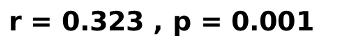 r = 0.323 , p = 0.001